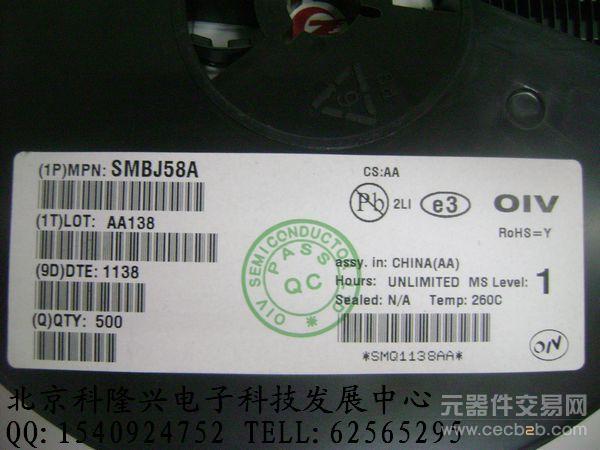 (1P)MPN: SMBJ58A
CS:AA
Pb 2LI e3 OIV
(1T)LOT: AA138
RoHS=Y
OIV SEMICONDUCTOR
PASS
QC
(9D)DTE: 1138
assy. in: CHINA(AA)
Hours: UNLIMITED MS Level: 1
Sealed: N/A Temp: 260C
(Q)QTY: 500
*SMQ1138AA*
OIV
北京科隆兴电子科技发展中心
QQ: 1540924752 TELL: 62565295
元器件交易网
www.cecb2b.com